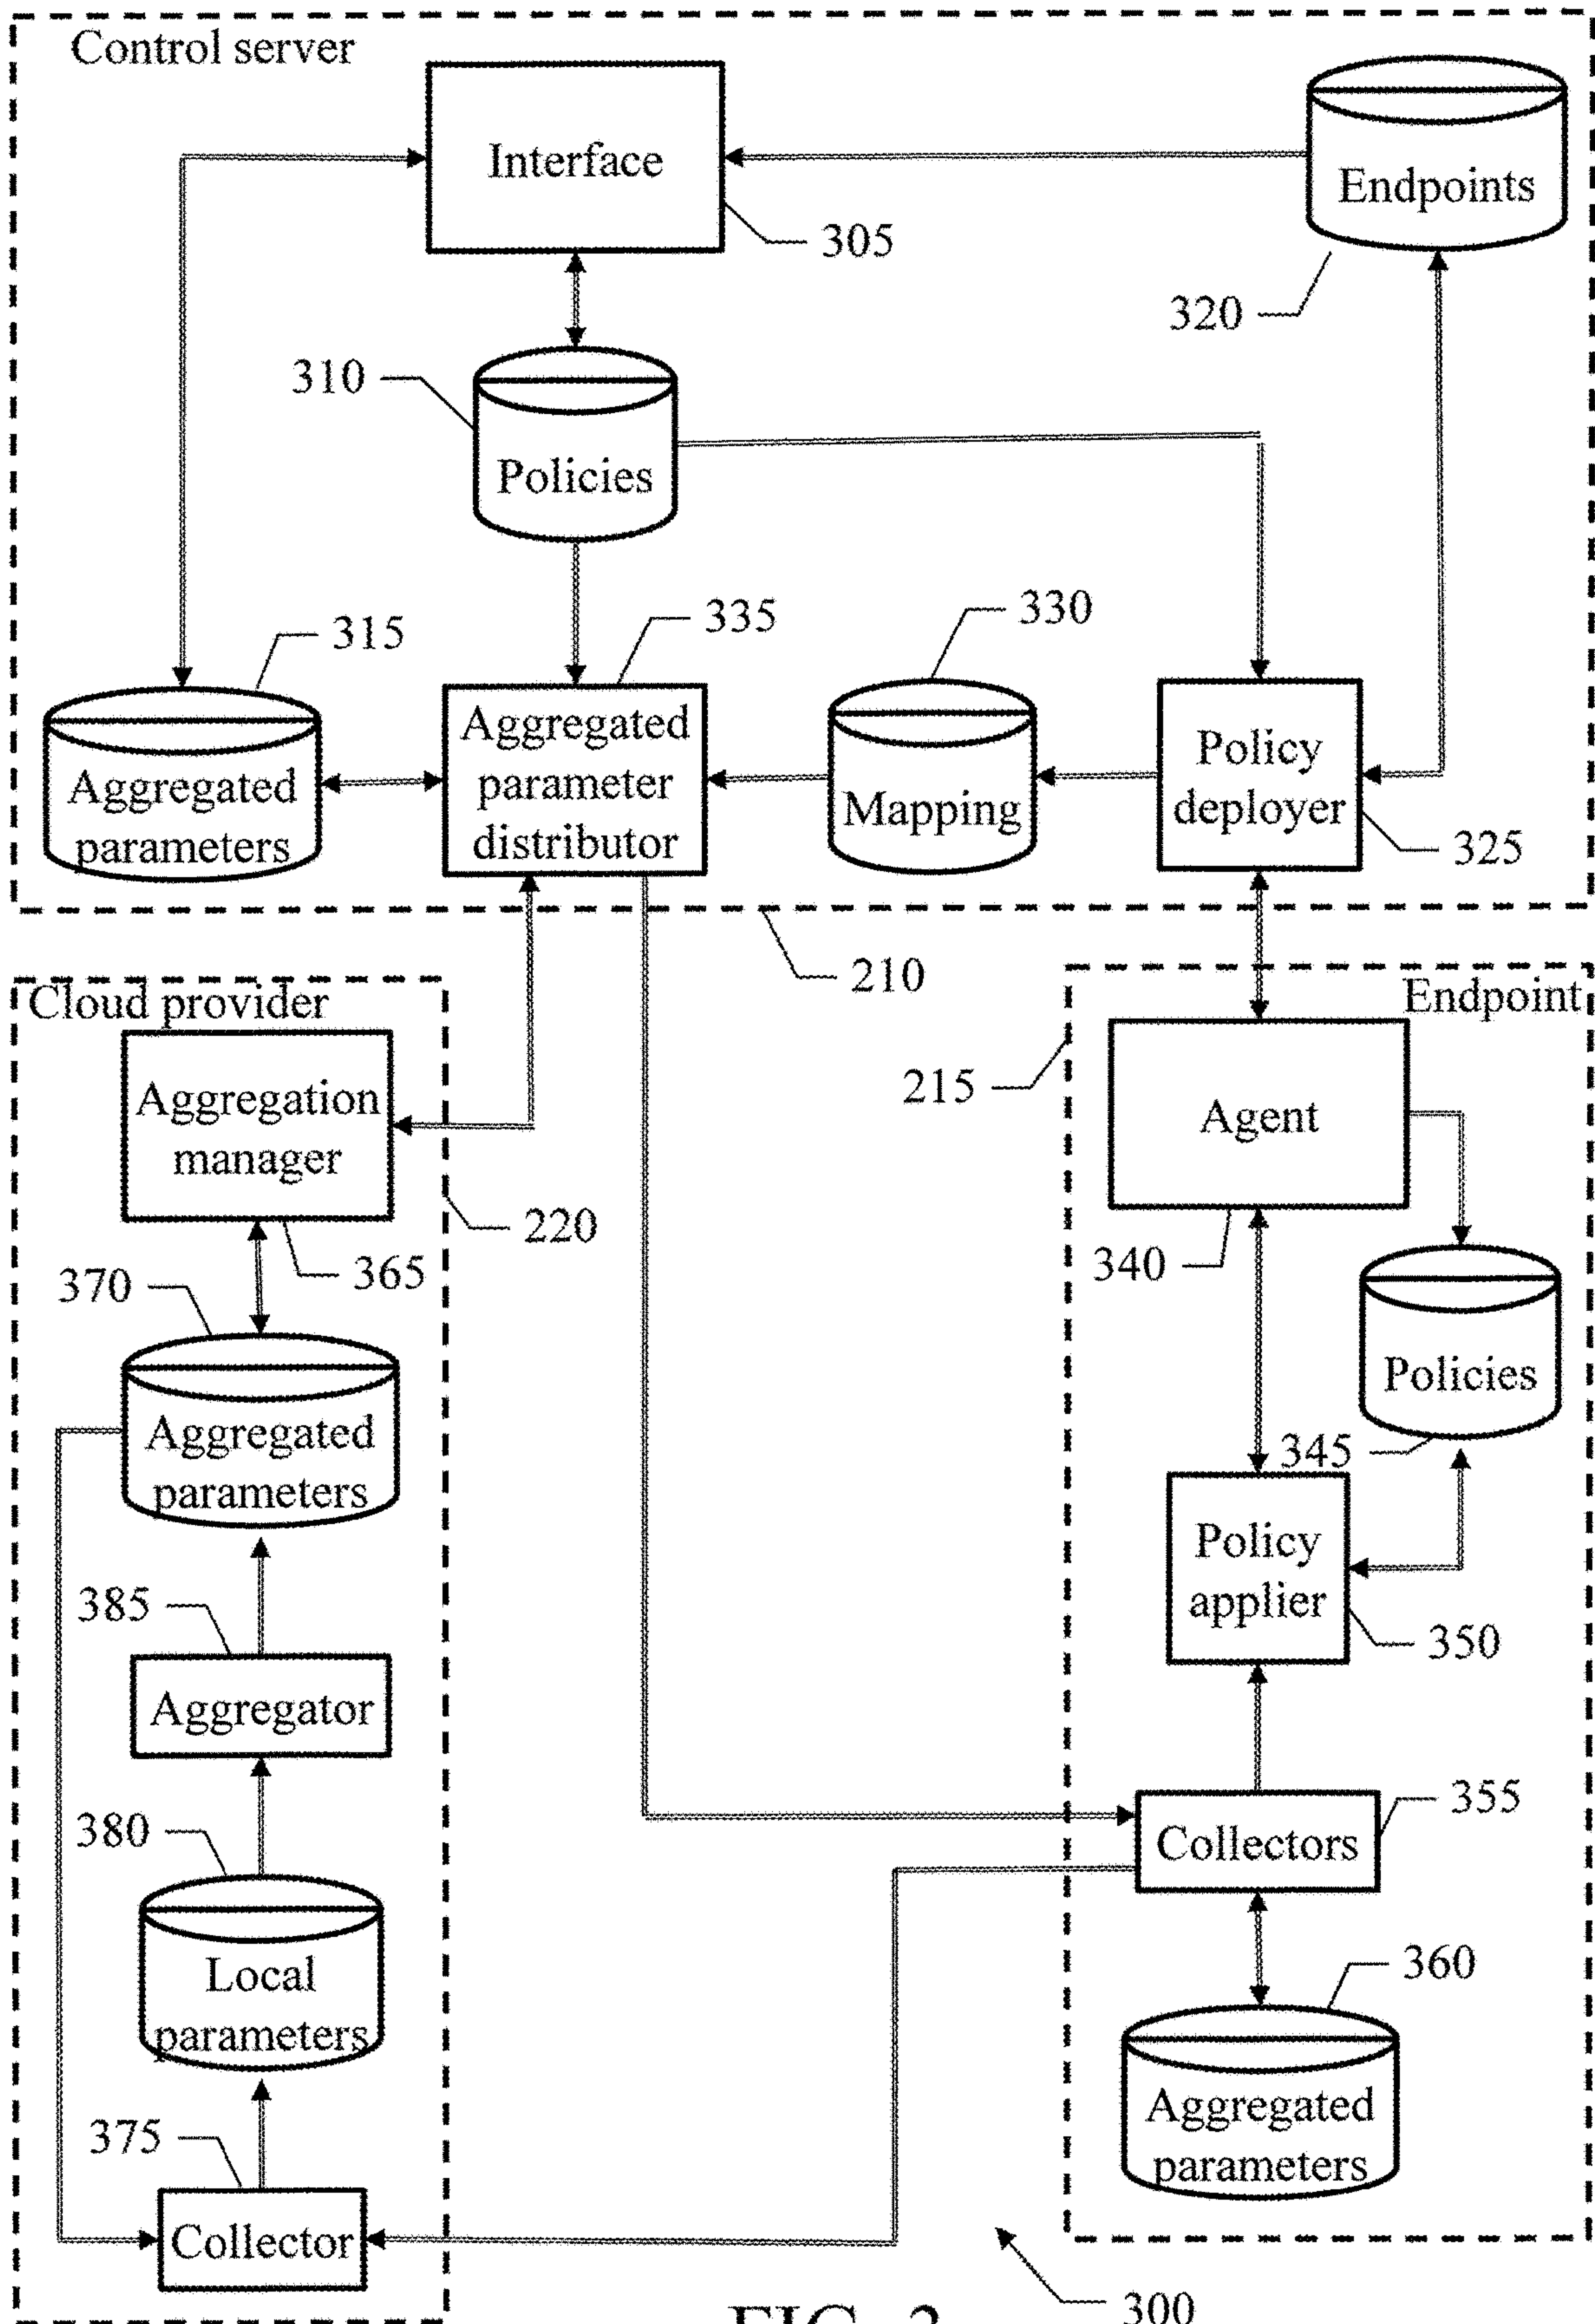 Control server
Interface
305
Endpoints
320
310
Policies
315
335
330
Aggregated
parameters
Aggregated
parameter
distributor
Mapping
Policy
deployer
325
210
Cloud provider
Aggregation
manager
220
365
370
Aggregated
parameters
385
Aggregator
380
Local
parameters
375
Collector
Endpoint
215
Agent
340
Policies
345
Policy
applier
350
355
Collectors
360
Aggregated
parameters
300